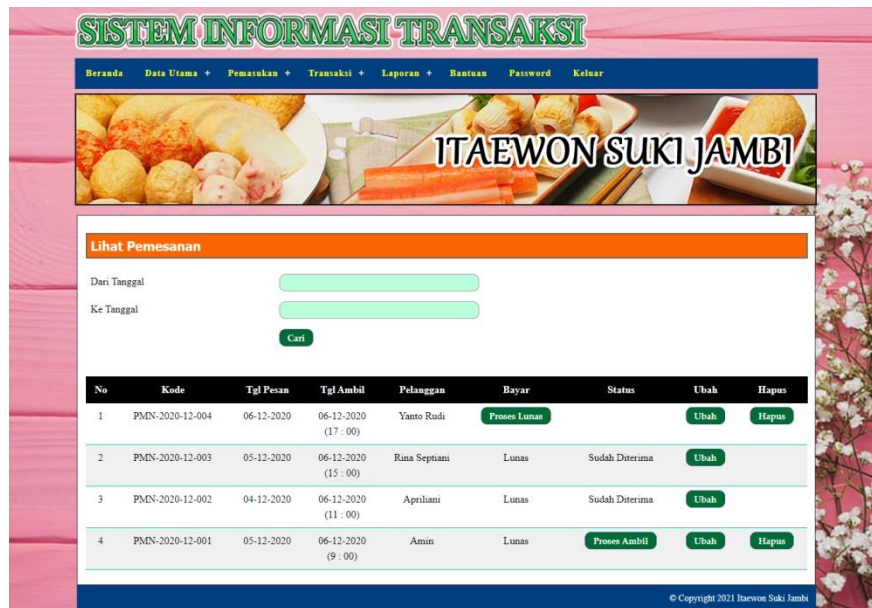 SISTEM INFORMASI TRANSAKSI
Beranda Data Utama + Pemasukan + Transaksi + Laporan + Bantuan Password Keluar
ITAEWON SUKI JAMBI
Lihat Pemesanan
Dari Tanggal
Ke Tanggal
Cari
No Kode Tgl Pesan Tgl Ambil Pelanggan Bayar Status Ubah Hapus
1 PMN-2020-12-004 06-12-2020 06-12-2020 Yanto Rudi Proses Lunas Ubah Hapus
(17 : 00)
2 PMN-2020-12-003 05-12-2020 06-12-2020 Rina Septiani Lunas Sudah Diterima Ubah
(15 : 00)
3 PMN-2020-12-002 04-12-2020 06-12-2020 Apriliani Lunas Sudah Diterima Ubah
(11 : 00)
4 PMN-2020-12-001 05-12-2020 06-12-2020 Amin Lunas Proses Ambil Ubah Hapus
(9 : 00)
© Copyright 2021 Itaewon Suki Jambi